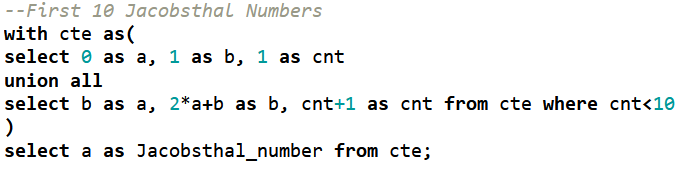 --First 10 Jacobsthal Numbers
with cte as(
select 0 as a, 1 as b, 1 as cnt
union all
select b as a, 2*a+b as b, cnt+1 as cnt from cte where cnt<10
)
select a as Jacobsthal_number from cte;